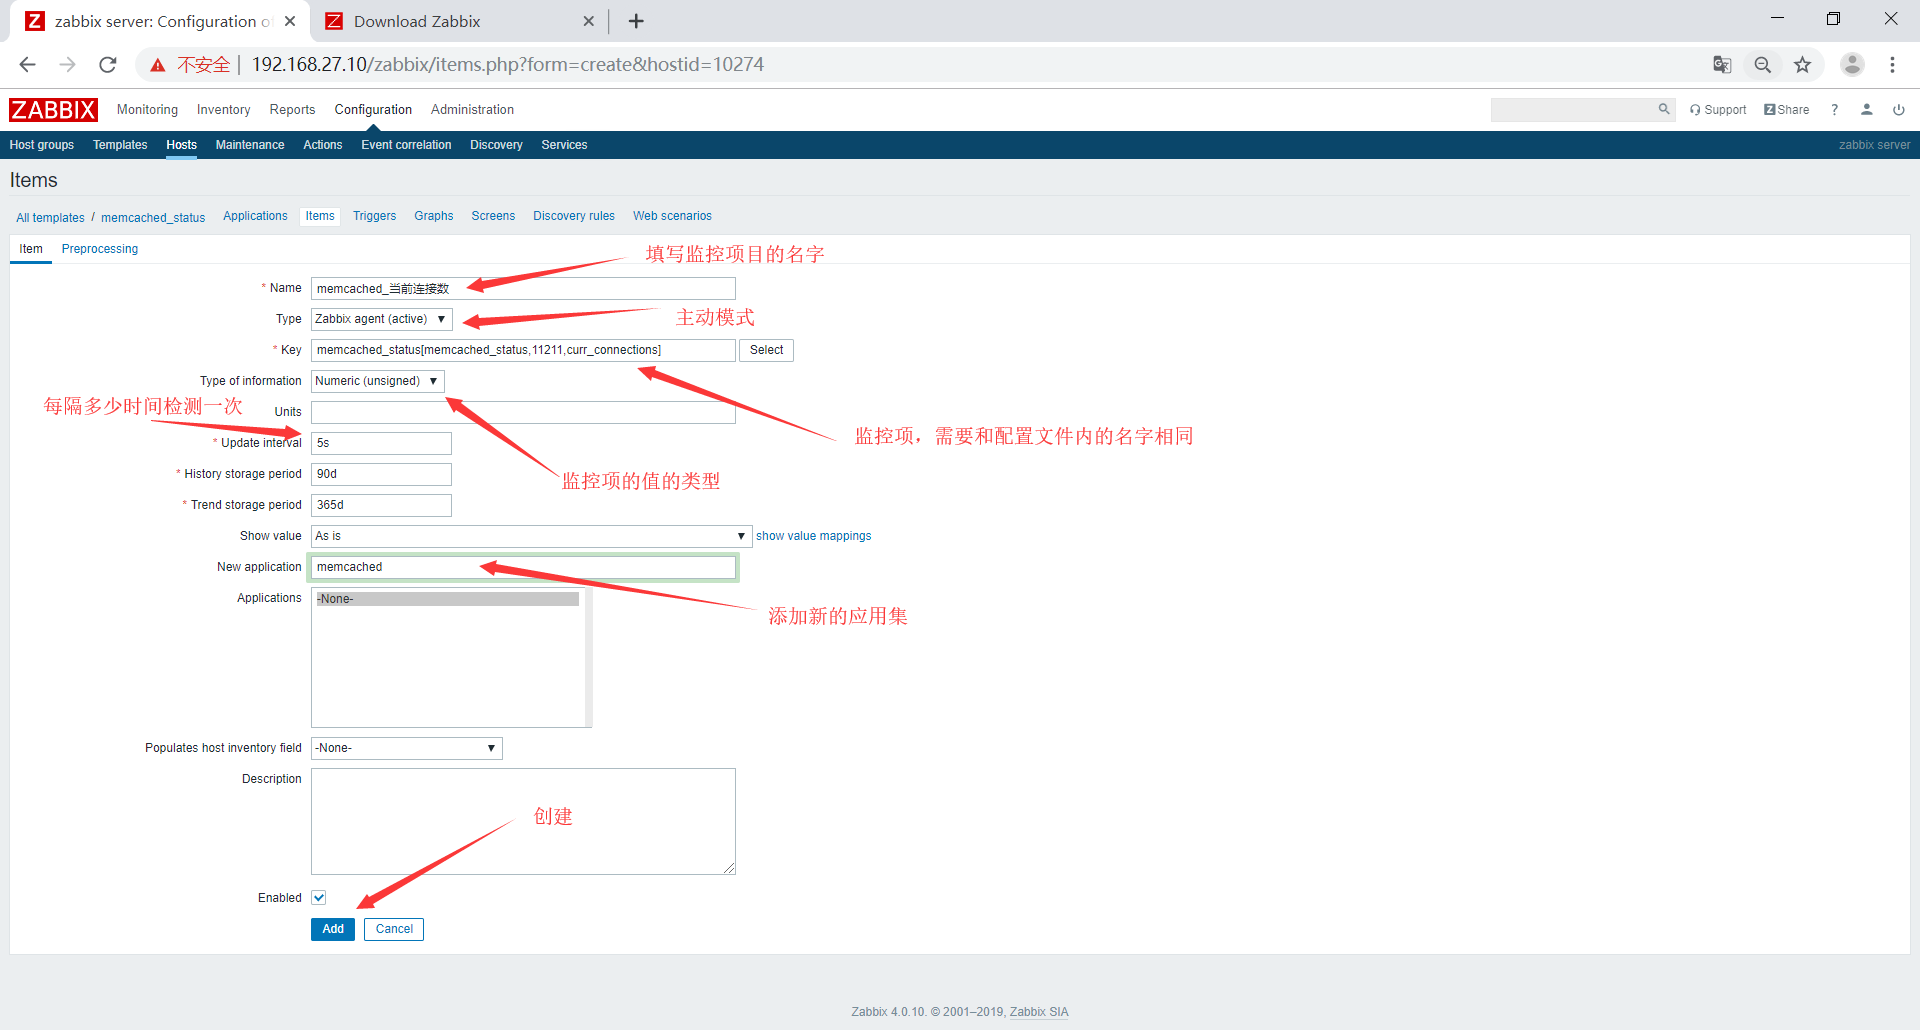 zabbix server: Configuration o
Download Zabbix
不安全 | 192.168.27.10/zabbix/items.php?form=create&hostid=10274
ZABBIX Monitoring Inventory Reports Configuration Administration Support Z Share ?
Host groups Templates Hosts Maintenance Actions Event correlation Discovery Services zabbix server
Items
All templates / memcached_status Applications Items Triggers Graphs Screens Discovery rules Web scenarios
Item Preprocessing
填写监控项目的名字
* Name memcached_当前连接数
Type Zabbix agent (active)
主动模式
* Key memcached_status[memcached_status,11211,curr_connections] Select
Type of information Numeric (unsigned)
每隔多少时间检测一次
Units
监控项，需要和配置文件内的名字相同
* Update interval 5s
* History storage period 90d
监控项的值的类型
* Trend storage period 365d
Show value As is show value mappings
New application memcached
Applications -None-
添加新的应用集
Populates host inventory field -None-
Description
创建
Enabled
Add Cancel
Zabbix 4.0.10. © 2001–2019, Zabbix SIA